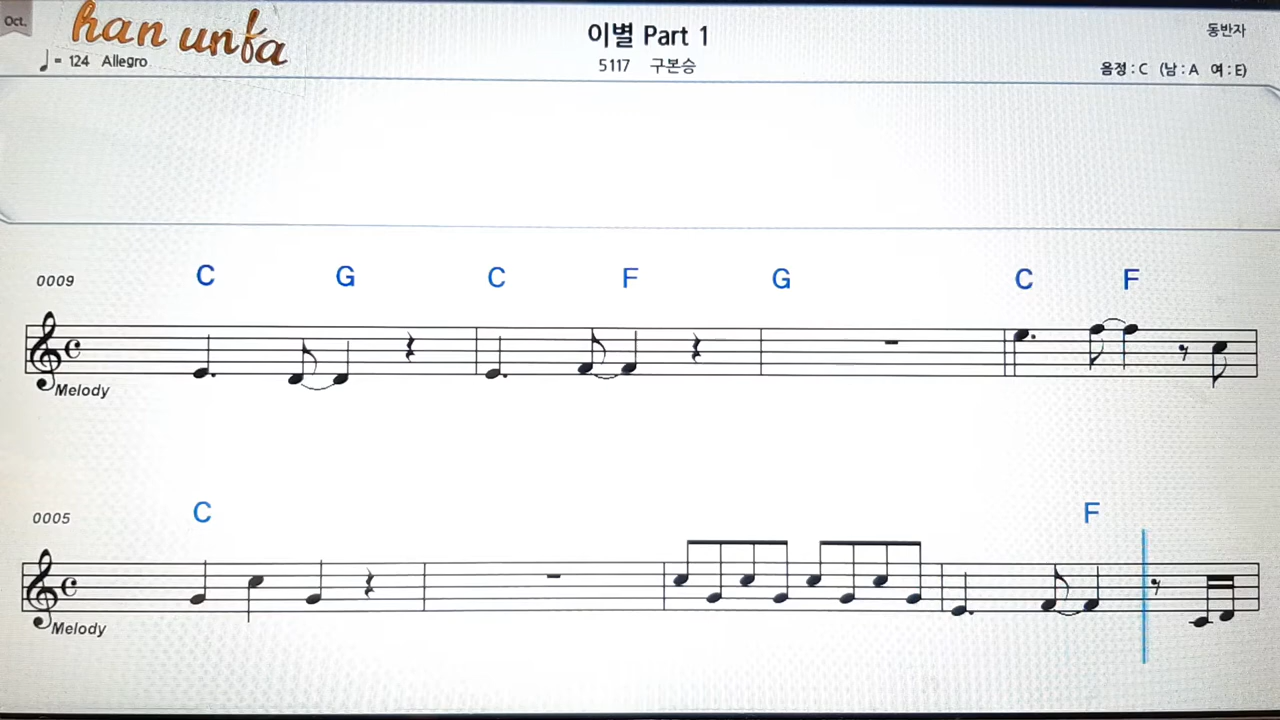 Oct.
han unfa
이별 Part 1
동반자
♩= 124 Allegro
5117 구본승
음정 : C (남 : A 여 : E)
0009
C G C F G C F
Melody
0005
C F
Melody